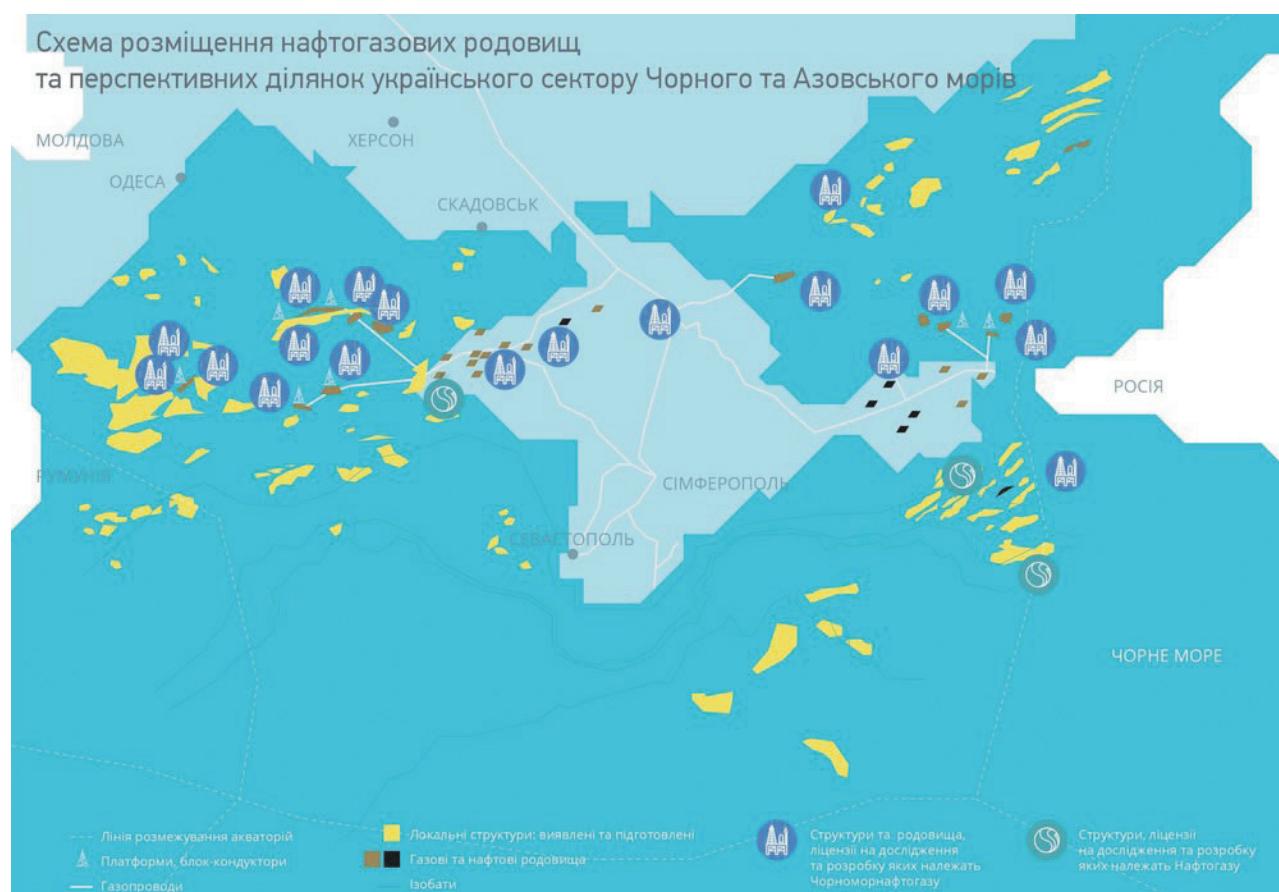 Схема розміщення нафтогазових родовищ
та перспективних ділянок українського сектору Чорного та Азовського морів
МОЛДОВА
ХЕРСОН
ОДЕСА
СКАДОВСЬК
РОСІЯ
РУМУНІЯ
СІМФЕРОПОЛЬ
СЕВАСТОПОЛЬ
ЧОРНЕ МОРЕ
Лінія розмежування акваторій
Платформи, блок-кондуктори
Газопроводи
Локальні структури: виявлені та підготовлені
Газові та нафтові родовища
Ізобати
Структури та родовища,
ліцензії на дослідження
та розробку яких належать
Чорноморнафтогазу
Структури, ліцензії
на дослідження та розробку
яких належать Нафтогазу